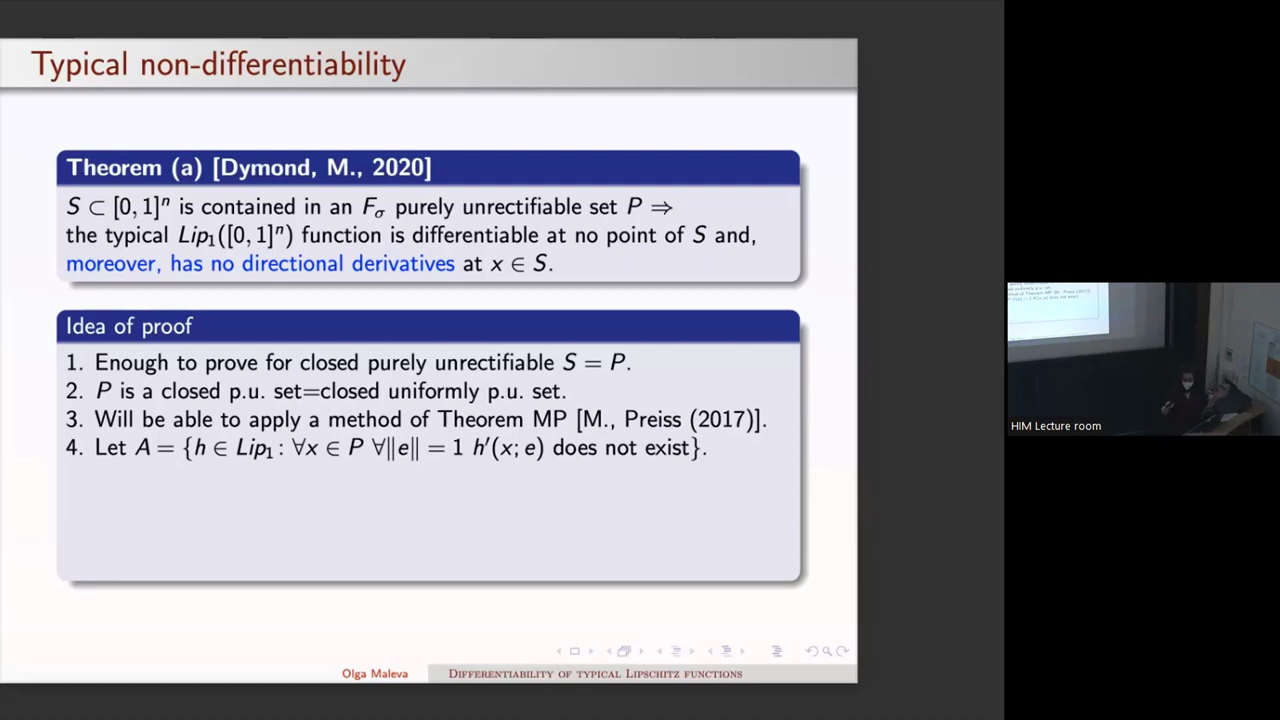 Typical non-differentiability
Theorem (a) [Dymond, M., 2020]
S ⊂ [0, 1]ⁿ is contained in an Fσ purely unrectifiable set P ⇒
the typical Lip₁([0, 1]ⁿ) function is differentiable at no point of S and,
moreover, has no directional derivatives at x ∈ S.
Idea of proof
1. Enough to prove for closed purely unrectifiable S = P.
2. P is a closed p.u. set=closed uniformly p.u. set.
3. Will be able to apply a method of Theorem MP [M., Preiss (2017)].
4. Let A = {h ∈ Lip₁ : ∀x ∈ P ∀‖e‖ = 1 h′(x; e) does not exist}.
Olga Maleva
Differentiability of typical Lipschitz functions
HIM Lecture room